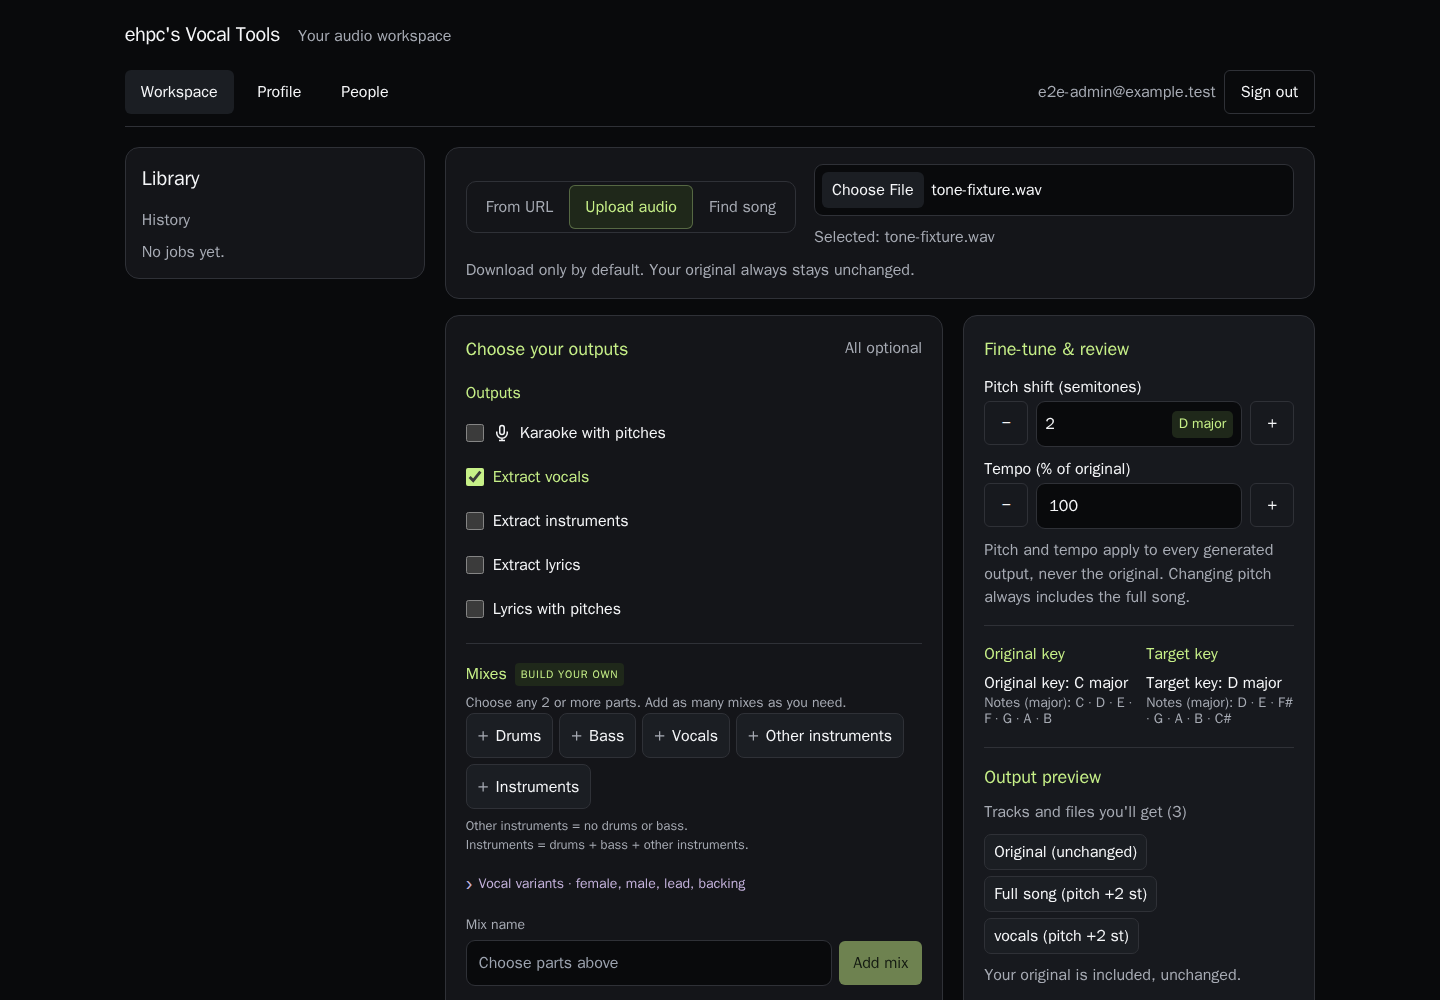 ehpc's Vocal Tools Your audio workspace
Workspace Profile People e2e-admin@example.test Sign out
Library
History
No jobs yet.
From URL Upload audio Find song
Choose File tone-fixture.wav
Selected: tone-fixture.wav
Download only by default. Your original always stays unchanged.
Choose your outputs All optional
Outputs
Karaoke with pitches
Extract vocals
Extract instruments
Extract lyrics
Lyrics with pitches
Mixes BUILD YOUR OWN
Choose any 2 or more parts. Add as many mixes as you need.
+ Drums + Bass + Vocals + Other instruments
+ Instruments
Other instruments = no drums or bass.
Instruments = drums + bass + other instruments.
› Vocal variants · female, male, lead, backing
Mix name
Choose parts above Add mix
Fine-tune & review
Pitch shift (semitones)
− 2 D major +
Tempo (% of original)
− 100 +
Pitch and tempo apply to every generated
output, never the original. Changing pitch
always includes the full song.
Original key
Original key: C major
Notes (major): C · D · E ·
F · G · A · B
Target key
Target key: D major
Notes (major): D · E · F#
· G · A · B · C#
Output preview
Tracks and files you'll get (3)
Original (unchanged)
Full song (pitch +2 st)
vocals (pitch +2 st)
Your original is included, unchanged.